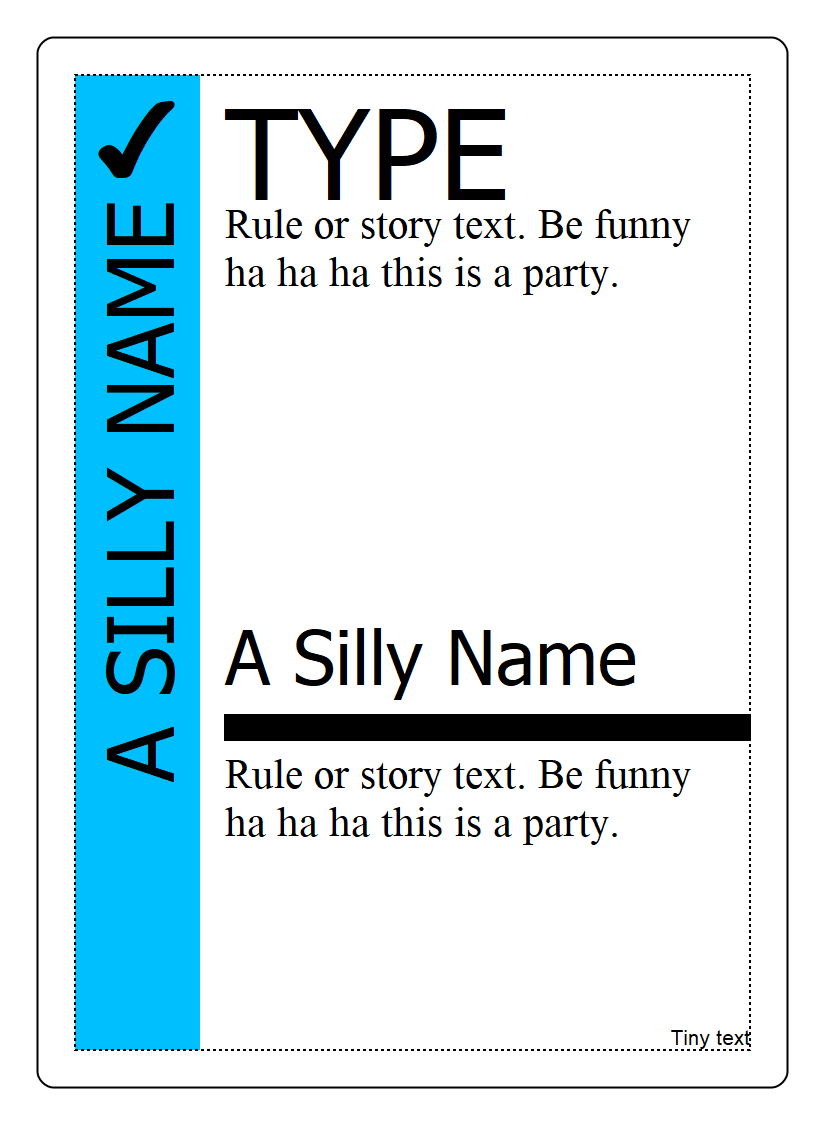 ✔
A SILLY NAME
TYPE
Rule or story text. Be funny
ha ha ha this is a party.
A Silly Name
Rule or story text. Be funny
ha ha ha this is a party.
Tiny text